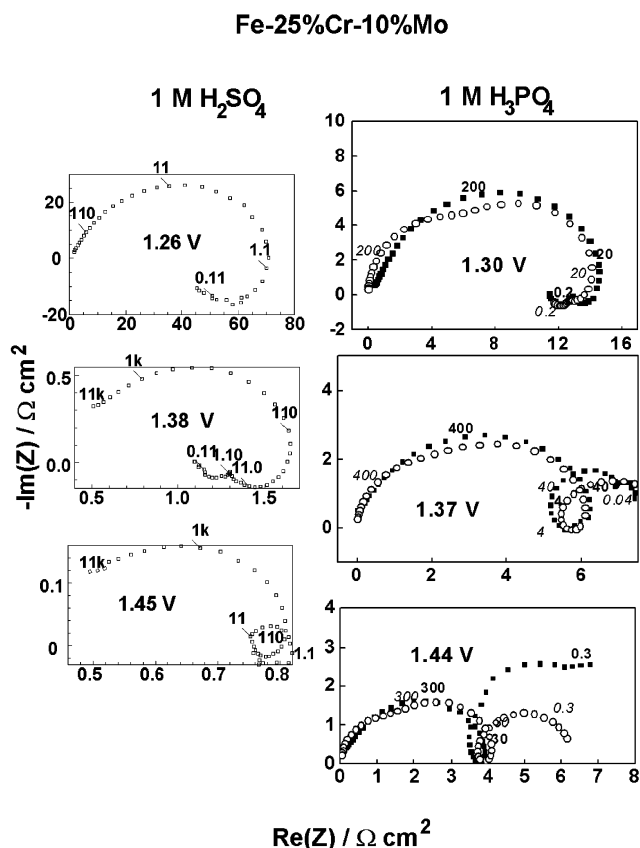 Fe-25%Cr-10%Mo
1 M H₂SO₄
1 M H₃PO₄
-Im(Z) / Ω cm²
20
0
-20
0 20 40 60 80
110
11
1.1
0.11
1.26 V
10
8
6
4
2
0
-2
0 4 8 12 16
200
200
20
20
0.2
0.2
1.30 V
0.5
0.0
0.5 1.0 1.5
11k
1k
110
0.11
1.10
11.0
1.38 V
4
2
0
0 2 4 6
400
400
40
40
4
4
0.04
1.37 V
0.1
0
0.5 0.6 0.7 0.8
11k
1k
11
110
1.1
1.45 V
4
3
2
1
0
0 1 2 3 4 5 6 7 8
300
300
30
0.3
0.3
1.44 V
Re(Z) / Ω cm²